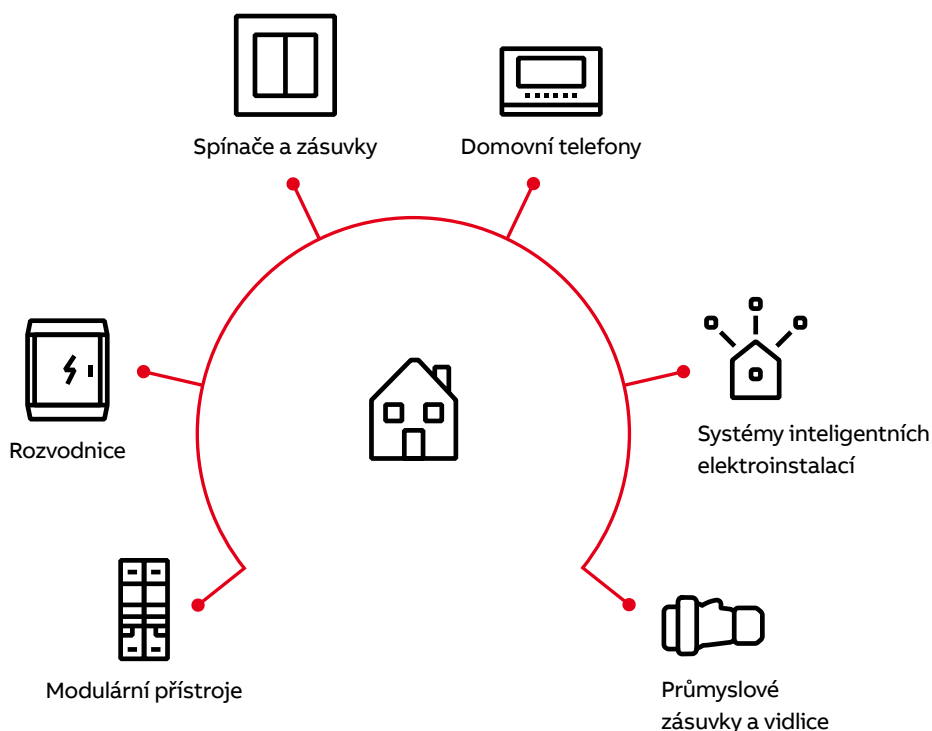 Spínače a zásuvky
Domovní telefony
Rozvodnice
Systémy inteligentních
elektroinstalací
Modulární přístroje
Průmyslové
zásuvky a vidlice